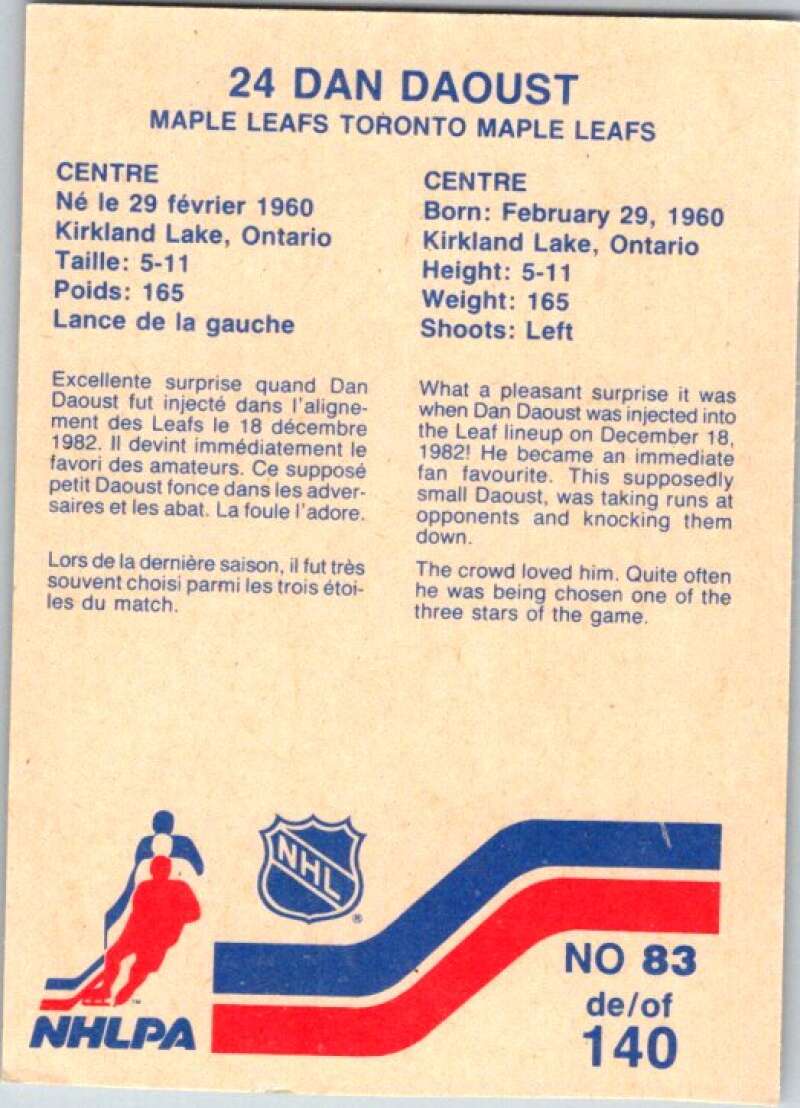 24 DAN DAOUST
MAPLE LEAFS TORONTO MAPLE LEAFS
CENTRE
Né le 29 février 1960
Kirkland Lake, Ontario
Taille: 5-11
Poids: 165
Lance de la gauche
Excellente surprise quand Dan
Daoust fut injecté dans l'aligne-
ment des Leafs le 18 décembre
1982. Il devint immédiatement le
favori des amateurs. Ce supposé
petit Daoust fonce dans les adver-
saires et les abat. La foule l'adore.
Lors de la dernière saison, il fut très
souvent choisi parmi les trois étoi-
les du match.
CENTRE
Born: February 29, 1960
Kirkland Lake, Ontario
Height: 5-11
Weight: 165
Shoots: Left
What a pleasant surprise it was
when Dan Daoust was injected into
the Leaf lineup on December 18,
1982! He became an immediate
fan favourite. This supposedly
small Daoust, was taking runs at
opponents and knocking them
down.
The crowd loved him. Quite often
he was being chosen one of the
three stars of the game.
NHL
®
™
NHLPA
NO 83
de/of
140